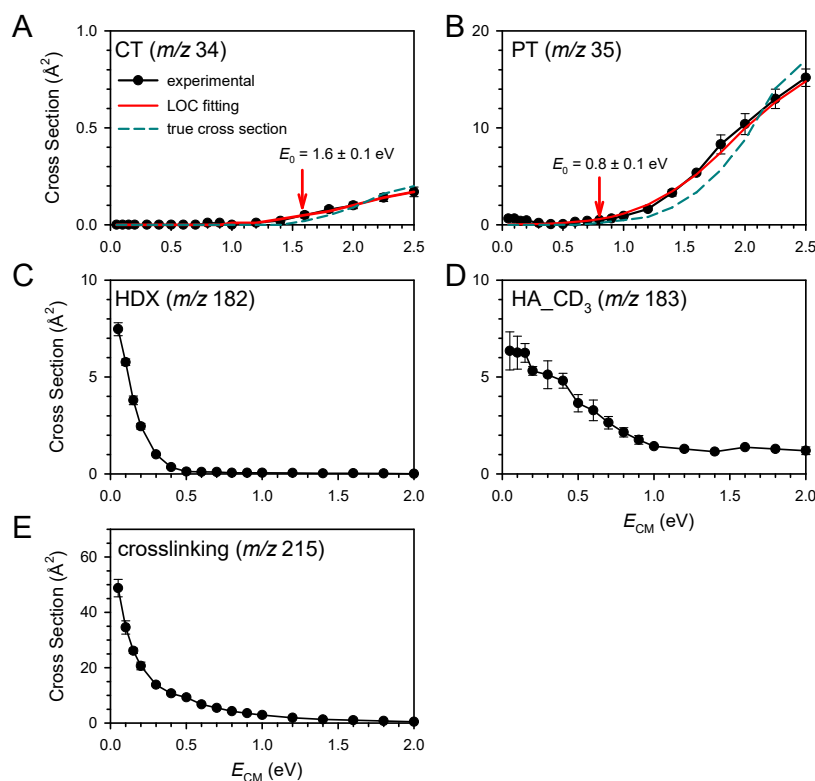 A
CT (m/z 34)
experimental
LOC fitting
true cross section
E0 = 1.6 ± 0.1 eV
Cross Section (Å2)
1.0
0.5
0.0
0.0 0.5 1.0 1.5 2.0 2.5
B
PT (m/z 35)
E0 = 0.8 ± 0.1 eV
20
10
0
0.0 0.5 1.0 1.5 2.0 2.5
C
HDX (m/z 182)
Cross Section (Å2)
10
5
0
0.0 0.5 1.0 1.5 2.0
D
HA_CD3 (m/z 183)
10
5
0
0.0 0.5 1.0 1.5 2.0
ECM (eV)
E
crosslinking (m/z 215)
Cross Section (Å2)
60
40
20
0
0.0 0.5 1.0 1.5 2.0
ECM (eV)